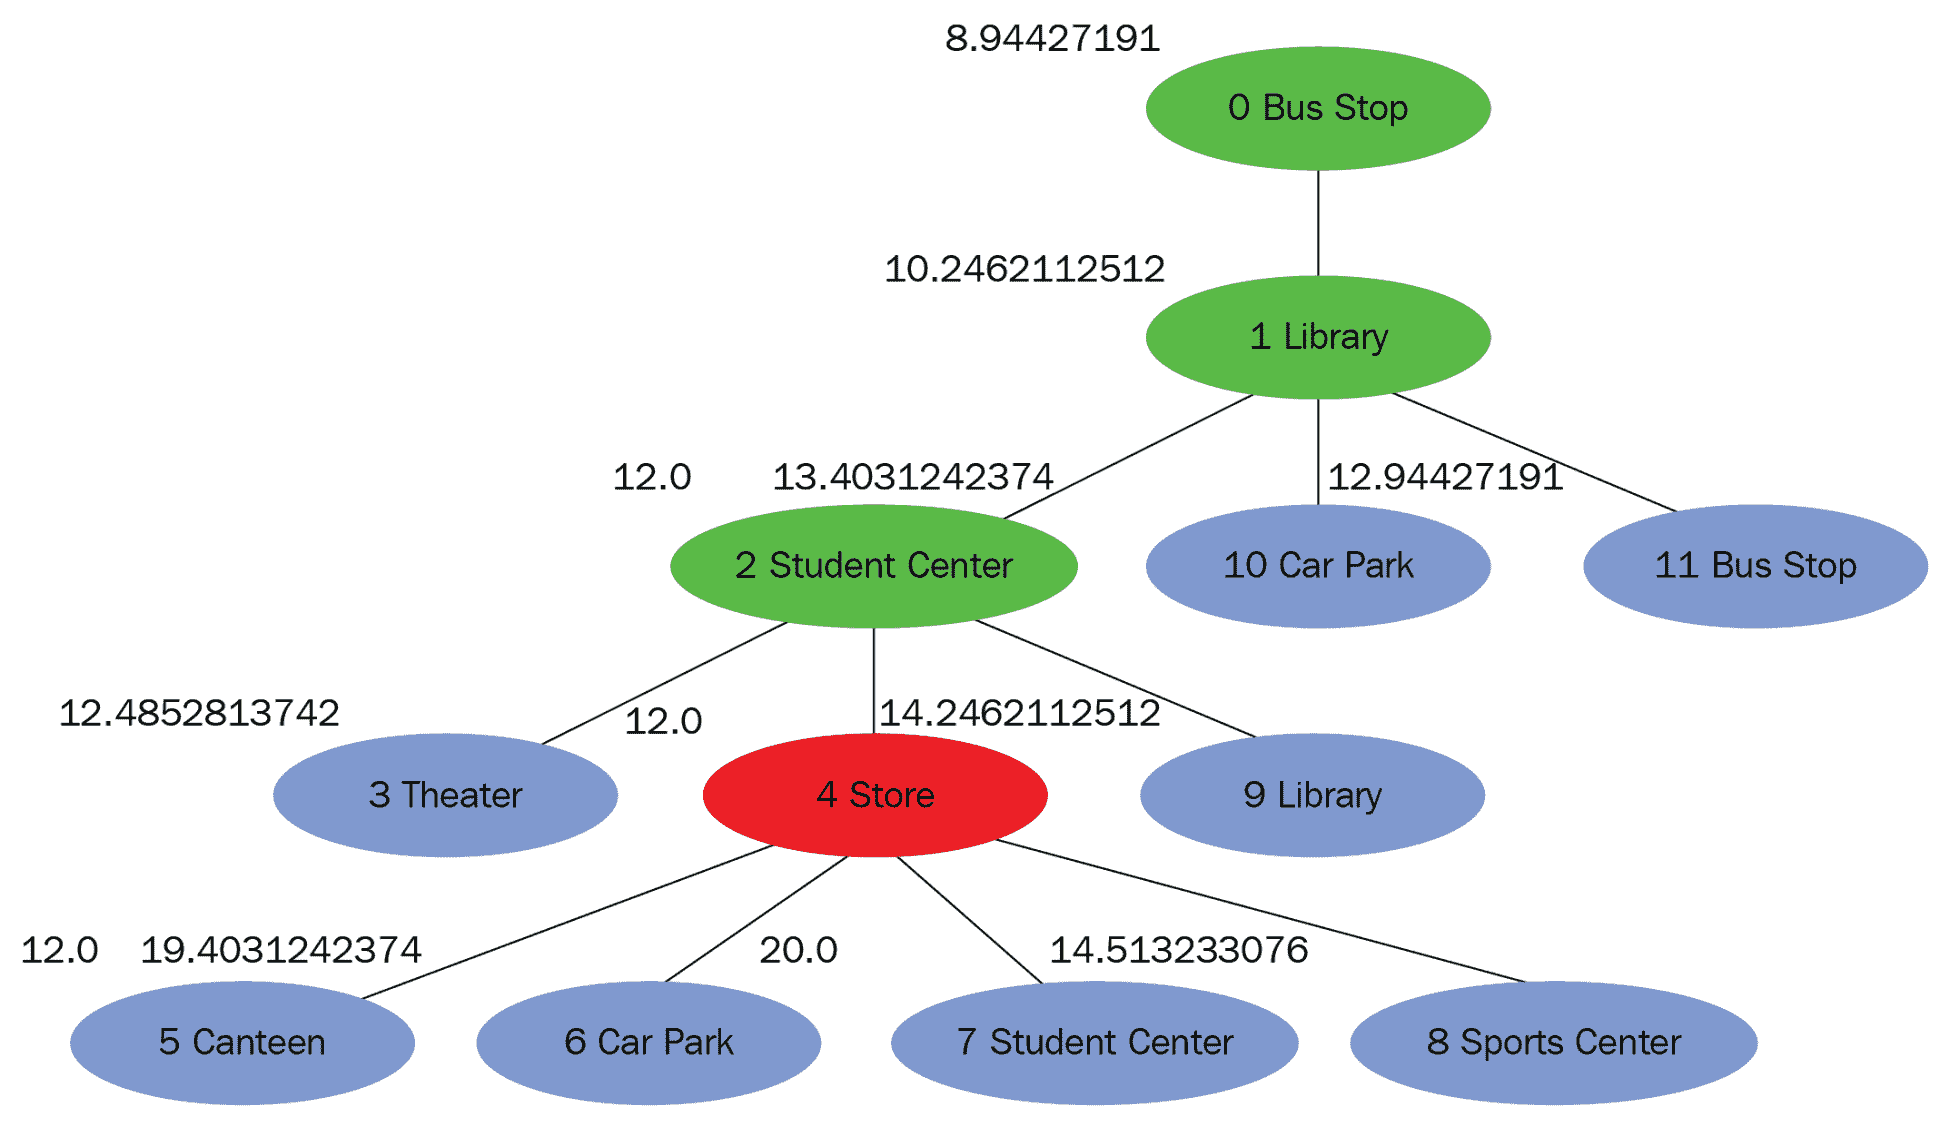 8.94427191
0 Bus Stop
10.2462112512
1 Library
12.0
13.4031242374
12.94427191
2 Student Center
10 Car Park
11 Bus Stop
12.4852813742
12.0
14.2462112512
3 Theater
4 Store
9 Library
12.0
19.4031242374
20.0
14.513233076
5 Canteen
6 Car Park
7 Student Center
8 Sports Center